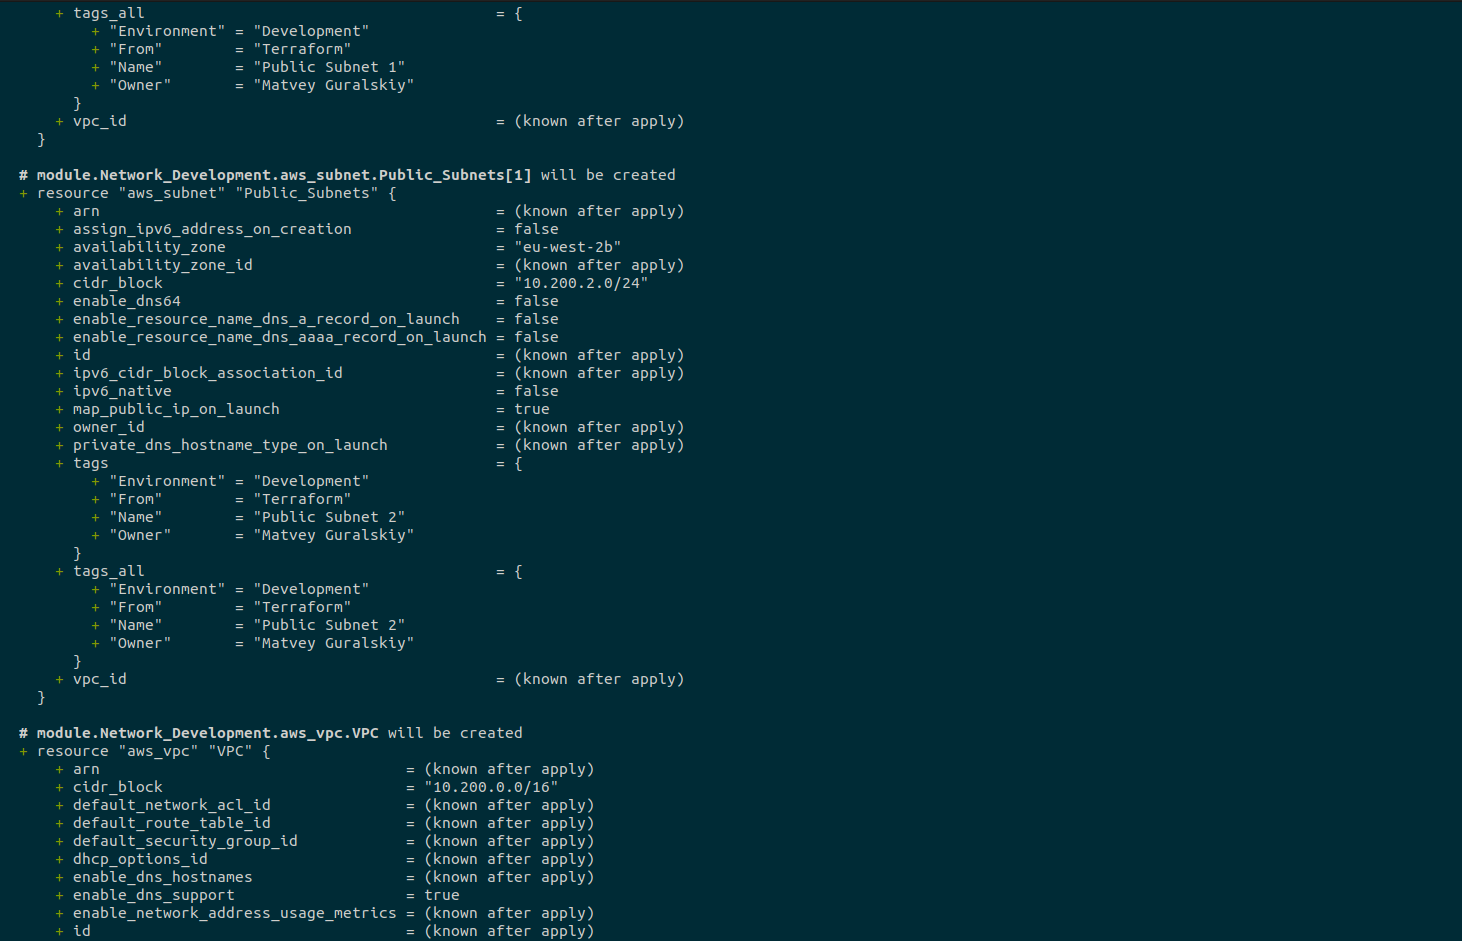 + tags_all                                       = {
          + "Environment" = "Development"
          + "From"        = "Terraform"
          + "Name"        = "Public Subnet 1"
          + "Owner"       = "Matvey Guralskiy"
        }
      + vpc_id                                         = (known after apply)
    }

  # module.Network_Development.aws_subnet.Public_Subnets[1] will be created
  + resource "aws_subnet" "Public_Subnets" {
      + arn                                            = (known after apply)
      + assign_ipv6_address_on_creation                = false
      + availability_zone                              = "eu-west-2b"
      + availability_zone_id                           = (known after apply)
      + cidr_block                                     = "10.200.2.0/24"
      + enable_dns64                                   = false
      + enable_resource_name_dns_a_record_on_launch    = false
      + enable_resource_name_dns_aaaa_record_on_launch = false
      + id                                             = (known after apply)
      + ipv6_cidr_block_association_id                 = (known after apply)
      + ipv6_native                                    = false
      + map_public_ip_on_launch                        = true
      + owner_id                                       = (known after apply)
      + private_dns_hostname_type_on_launch            = (known after apply)
      + tags                                           = {
          + "Environment" = "Development"
          + "From"        = "Terraform"
          + "Name"        = "Public Subnet 2"
          + "Owner"       = "Matvey Guralskiy"
        }
      + tags_all                                       = {
          + "Environment" = "Development"
          + "From"        = "Terraform"
          + "Name"        = "Public Subnet 2"
          + "Owner"       = "Matvey Guralskiy"
        }
      + vpc_id                                         = (known after apply)
    }

  # module.Network_Development.aws_vpc.VPC will be created
  + resource "aws_vpc" "VPC" {
      + arn                                  = (known after apply)
      + cidr_block                           = "10.200.0.0/16"
      + default_network_acl_id               = (known after apply)
      + default_route_table_id               = (known after apply)
      + default_security_group_id            = (known after apply)
      + dhcp_options_id                      = (known after apply)
      + enable_dns_hostnames                 = (known after apply)
      + enable_dns_support                   = true
      + enable_network_address_usage_metrics = (known after apply)
      + id                                   = (known after apply)